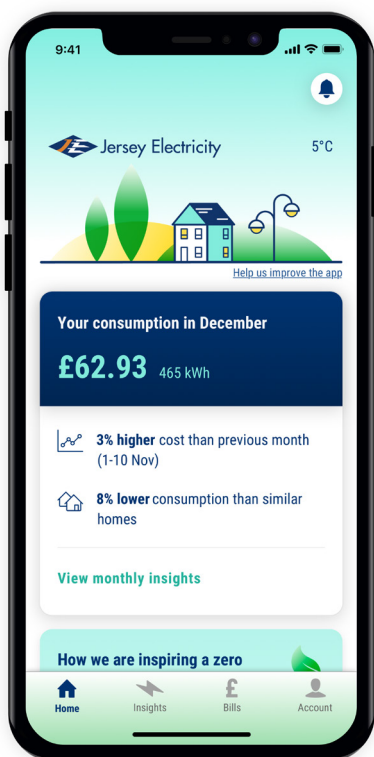 9:41
Jersey Electricity
5°C
Help us improve the app
Your consumption in December
£62.93 465 kWh
3% higher cost than previous month
(1-10 Nov)
8% lower consumption than similar
homes
View monthly insights
How we are inspiring a zero
Home Insights Bills Account